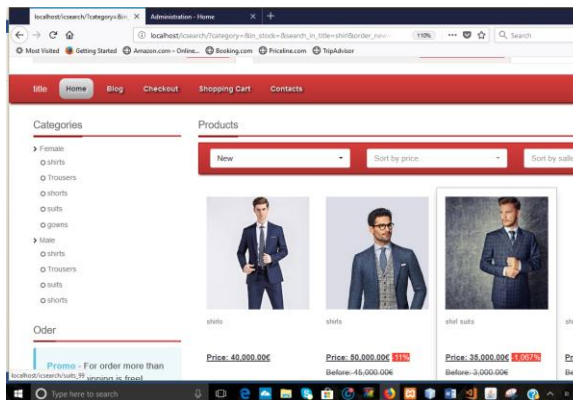 localhost/icsearch/?category=&in_ X
Administration - Home X +
localhost/icsearch/?category=&in_stock=&search_in_title=shirt&order_new= 110% Search
Most Visited Getting Started Amazon.com – Online... Booking.com Priceline.com TripAdvisor
title Home Blog Checkout Shopping Cart Contacts
Categories
Female
shirts
Trousers
shorts
suits
gowns
Male
shirts
Trousers
suits
shorts
Oder
Promo - For order more than
shipping is free!
Products
New Sort by price Sort by salle
shirts shirts shirt suits
Price: 40,000.00€ Price: 50,000.00€ -11% Price: 35,000.00€ -1,067%
Before: 45,000.00€ Before: 3,000.00€
localhost/icsearch/suits_99
Type here to search